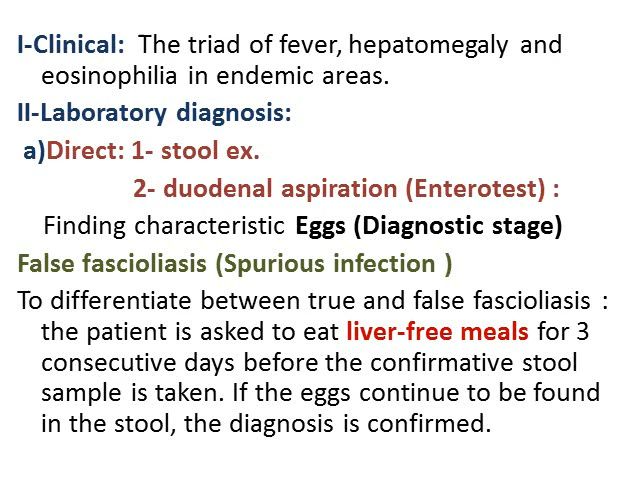 I-Clinical: The triad of fever, hepatomegaly and
eosinophilia in endemic areas.
II-Laboratory diagnosis:
a)Direct: 1- stool ex.
2- duodenal aspiration (Enterotest) :
Finding characteristic Eggs (Diagnostic stage)
False fascioliasis (Spurious infection )
To differentiate between true and false fascioliasis :
the patient is asked to eat liver-free meals for 3
consecutive days before the confirmative stool
sample is taken. If the eggs continue to be found
in the stool, the diagnosis is confirmed.